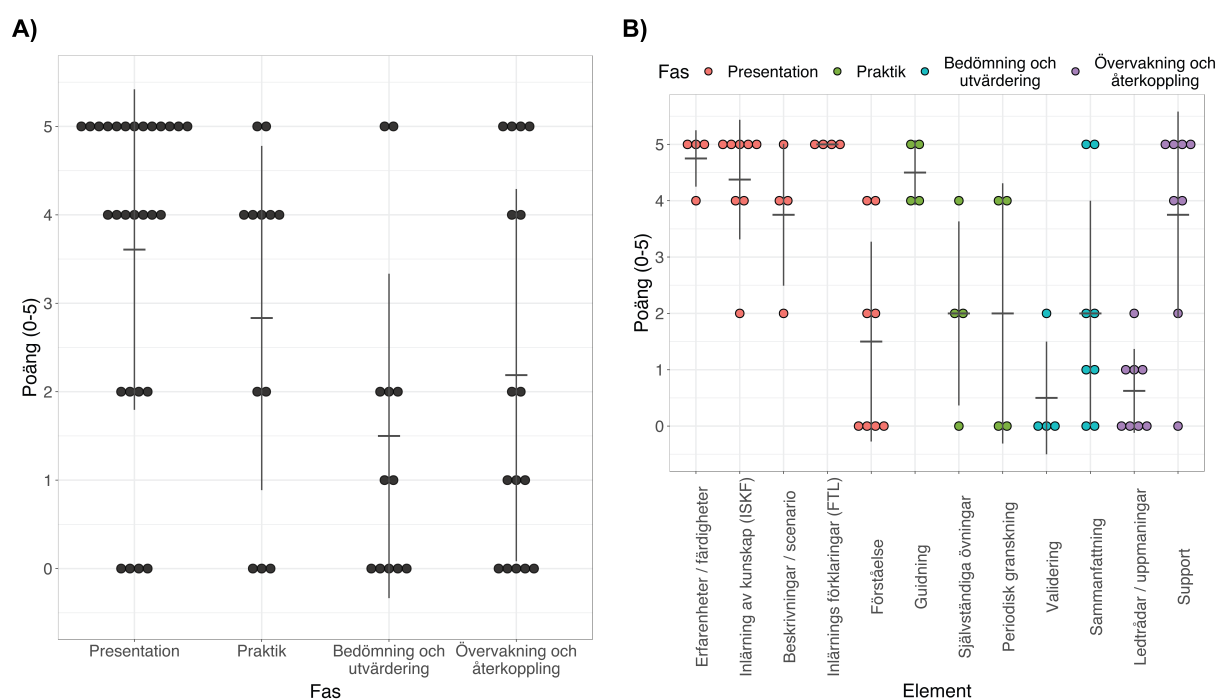 A)
Poäng (0-5)
5
4
3
2
1
0
Presentation
Praktik
Bedömning och
utvärdering
Övervakning och
återkoppling
Fas
B)
Fas
Presentation
Praktik
Bedömning och
utvärdering
Övervakning och
återkoppling
Poäng (0-5)
5
4
3
2
1
0
Erfarenheter / färdigheter
Inlärning av kunskap (ISKF)
Beskrivningar / scenario
Inlärnings förklaringar (FTL)
Förståelse
Guidning
Självständiga övningar
Periodisk granskning
Validering
Sammanfattning
Ledtrådar / uppmaningar
Support
Element